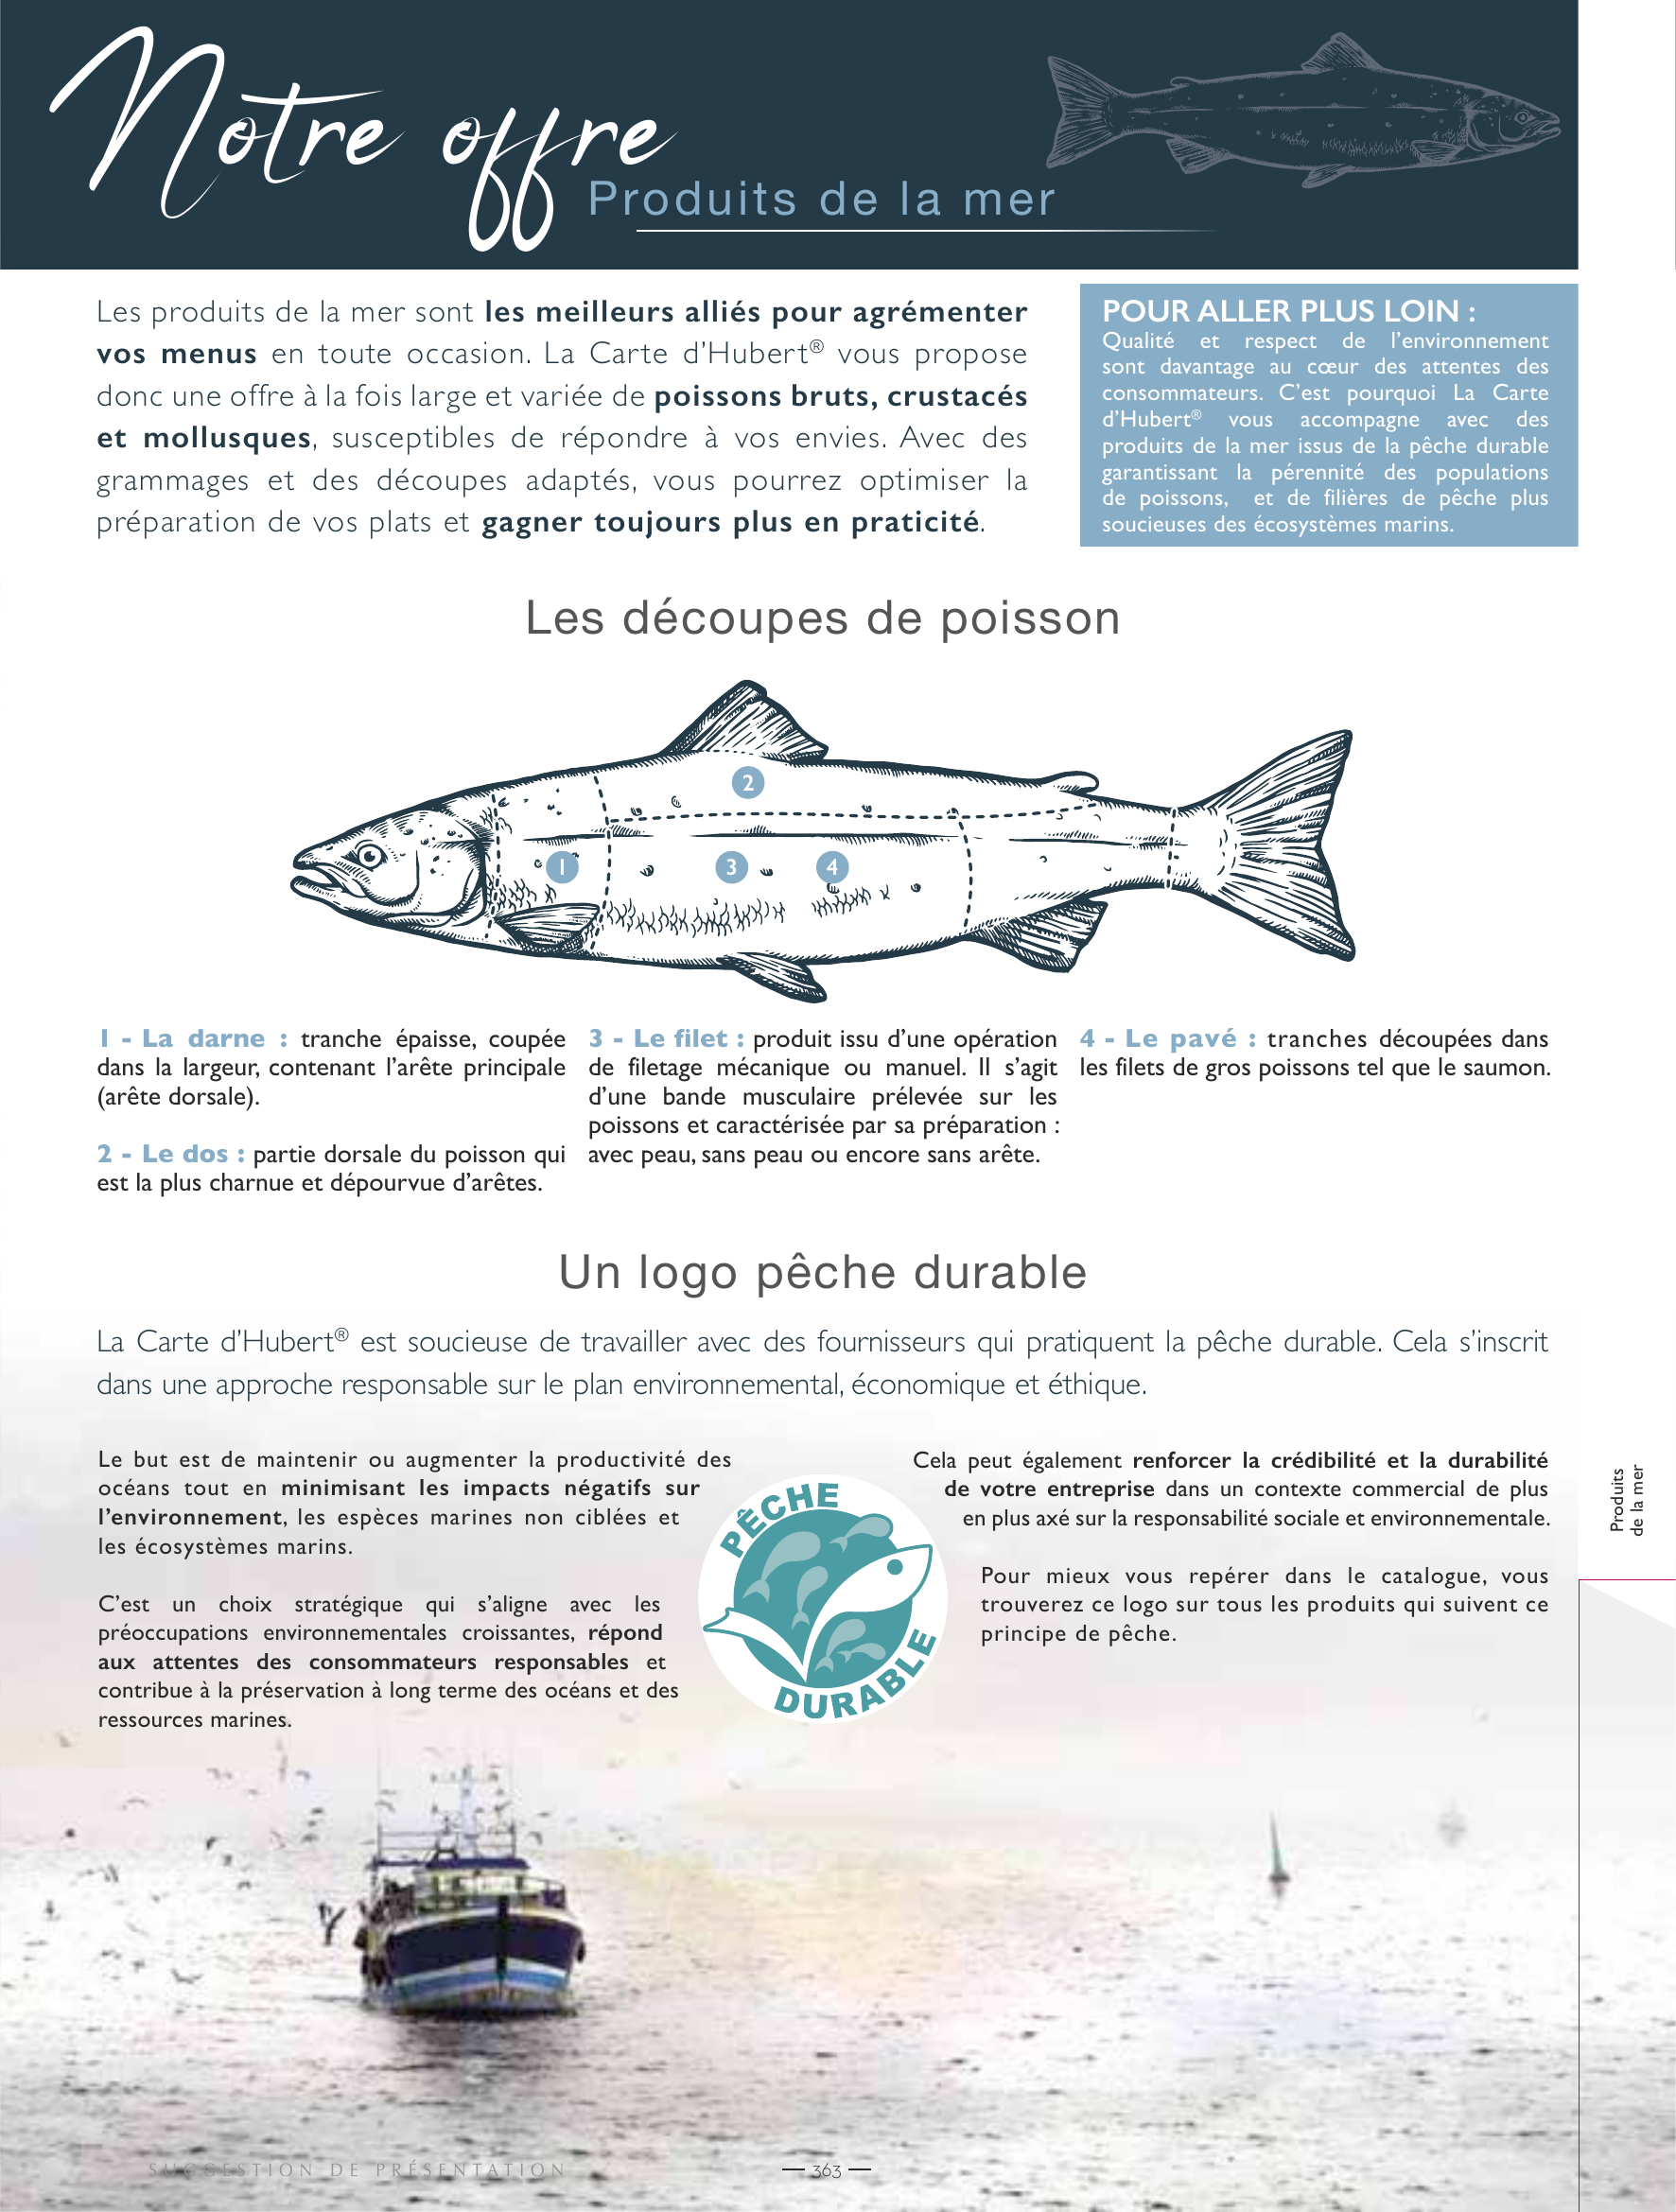 Notre offre
Produits de la mer
Les produits de la mer sont les meilleurs alliés pour agrémenter
vos menus en toute occasion. La Carte d’Hubert® vous propose
donc une offre à la fois large et variée de poissons bruts, crustacés
et mollusques, susceptibles de répondre à vos envies. Avec des
grammages et des découpes adaptés, vous pourrez optimiser la
préparation de vos plats et gagner toujours plus en praticité.
POUR ALLER PLUS LOIN :
Qualité et respect de l’environnement
sont davantage au cœur des attentes des
consommateurs. C’est pourquoi La Carte
d’Hubert® vous accompagne avec des
produits de la mer issus de la pêche durable
garantissant la pérennité des populations
de poissons, et de filières de pêche plus
soucieuses des écosystèmes marins.
Les découpes de poisson
2
1
3
4
1 - La darne : tranche épaisse, coupée
dans la largeur, contenant l’arête principale
(arête dorsale).
2 - Le dos : partie dorsale du poisson qui
est la plus charnue et dépourvue d’arêtes.
3 - Le filet : produit issu d’une opération
de filetage mécanique ou manuel. Il s’agit
d’une bande musculaire prélevée sur les
poissons et caractérisée par sa préparation :
avec peau, sans peau ou encore sans arête.
4 - Le pavé : tranches découpées dans
les filets de gros poissons tel que le saumon.
Un logo pêche durable
La Carte d’Hubert® est soucieuse de travailler avec des fournisseurs qui pratiquent la pêche durable. Cela s’inscrit
dans une approche responsable sur le plan environnemental, économique et éthique.
Le but est de maintenir ou augmenter la productivité des
océans tout en minimisant les impacts négatifs sur
l’environnement, les espèces marines non ciblées et
les écosystèmes marins.
C’est un choix stratégique qui s’aligne avec les
préoccupations environnementales croissantes, répond
aux attentes des consommateurs responsables et
contribue à la préservation à long terme des océans et des
ressources marines.
PÊCHE
DURABLE
Cela peut également renforcer la crédibilité et la durabilité
de votre entreprise dans un contexte commercial de plus
en plus axé sur la responsabilité sociale et environnementale.
Pour mieux vous repérer dans le catalogue, vous
trouverez ce logo sur tous les produits qui suivent ce
principe de pêche.
Produits
de la mer
SUGGESTION DE PRÉSENTATION
363